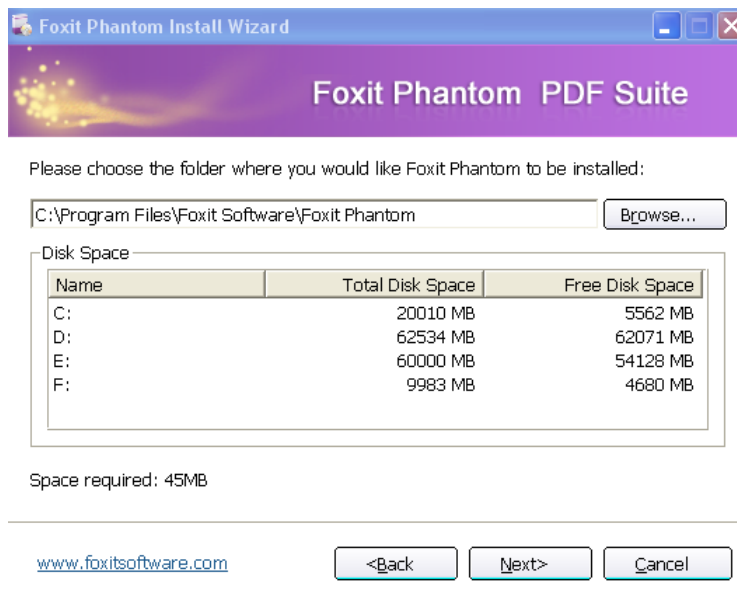 Foxit Phantom Install Wizard
Foxit Phantom PDF Suite
Please choose the folder where you would like Foxit Phantom to be installed:
C:\Program Files\Foxit Software\Foxit Phantom Browse...
Disk Space
Name Total Disk Space Free Disk Space
C: 20010 MB 5562 MB
D: 62534 MB 62071 MB
E: 60000 MB 54128 MB
F: 9983 MB 4680 MB
Space required: 45MB
www.foxitsoftware.com <Back Next> Cancel